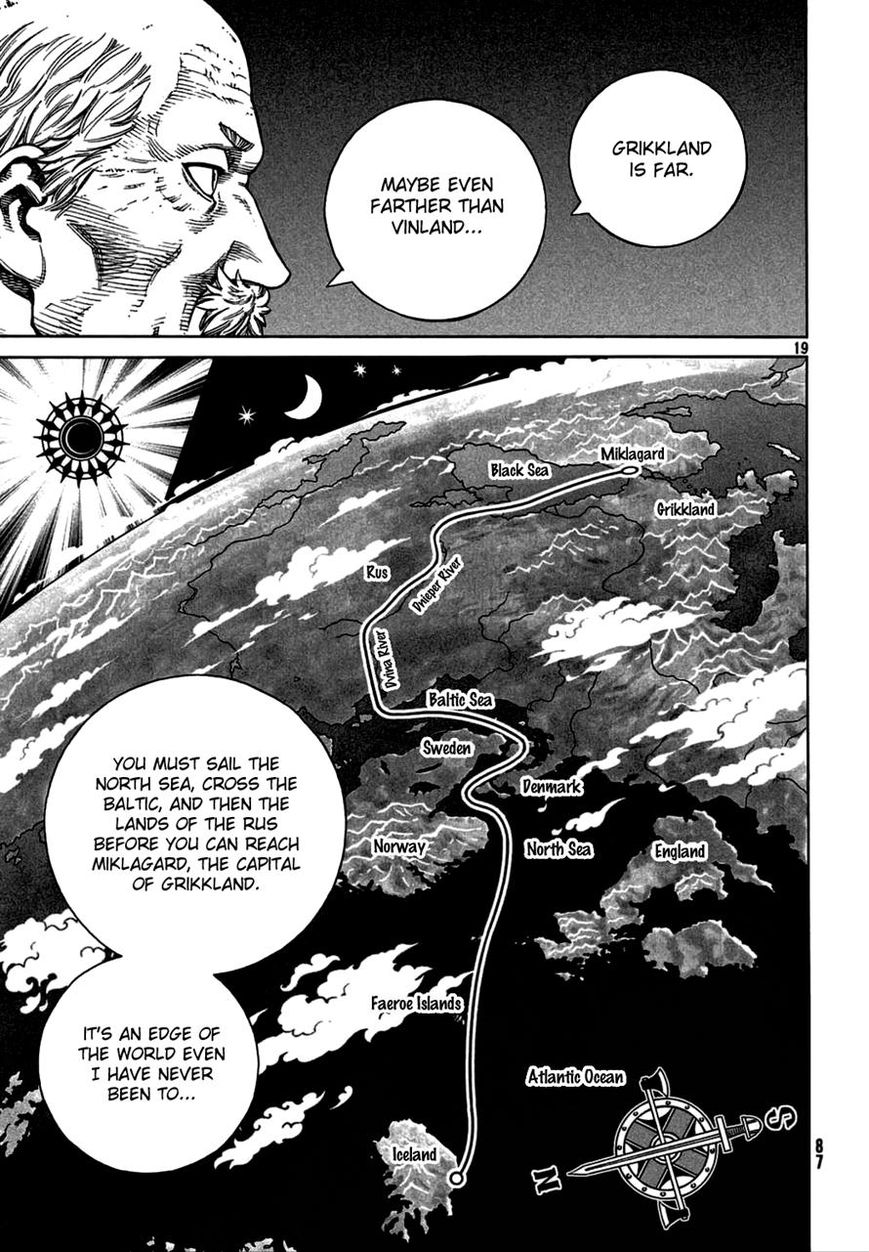 GRIKKLAND
IS FAR.
MAYBE EVEN
FARTHER THAN
VINLAND...
19
Miklagard
Black Sea
Grikkland
Rus
Dnieper River
Dvina River
Baltic Sea
Sweden
Denmark
YOU MUST SAIL THE
NORTH SEA, CROSS THE
BALTIC, AND THEN THE
LANDS OF THE RUS
BEFORE YOU CAN REACH
MIKLAGARD, THE CAPITAL
OF GRIKKLAND.
Norway
North Sea
England
Faeroe Islands
IT'S AN EDGE OF
THE WORLD EVEN
I HAVE NEVER
BEEN TO...
Atlantic Ocean
Iceland
S
N
87